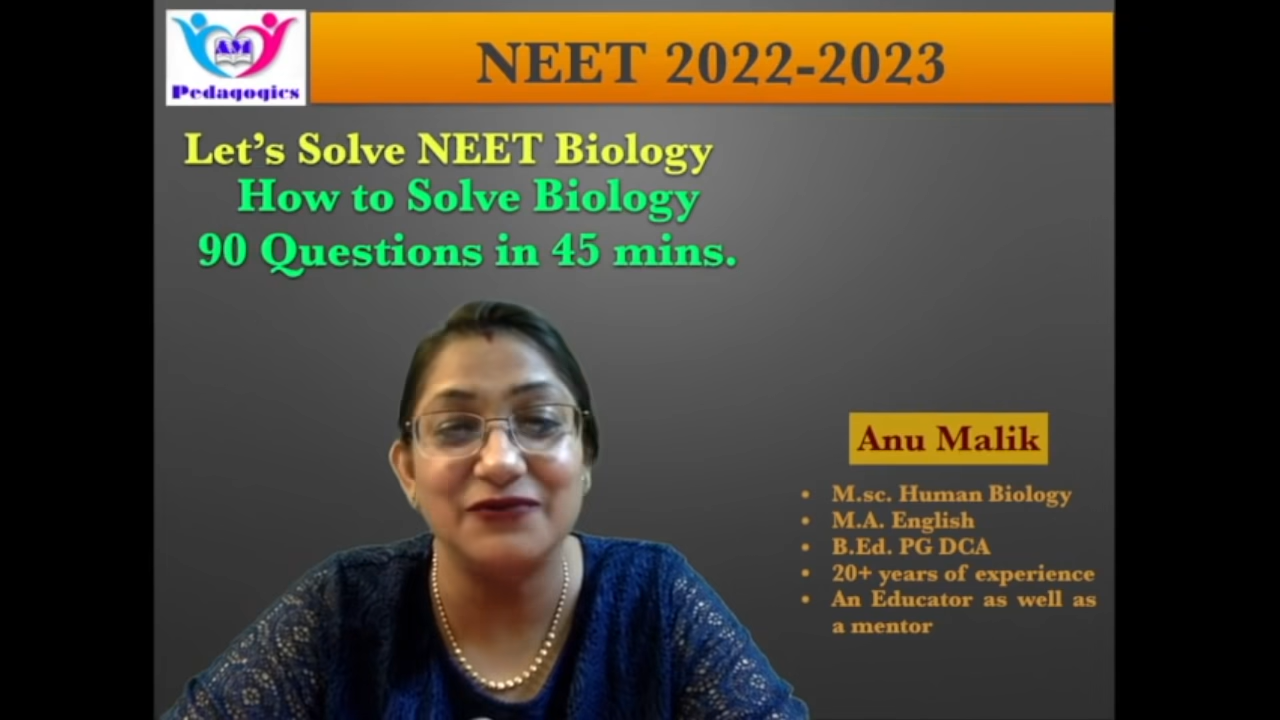 AM
Pedagogics
NEET 2022-2023
Let's Solve NEET Biology
How to Solve Biology
90 Questions in 45 mins.
Anu Malik
• M.sc. Human Biology
• M.A. English
• B.Ed. PG DCA
• 20+ years of experience
• An Educator as well as
a mentor